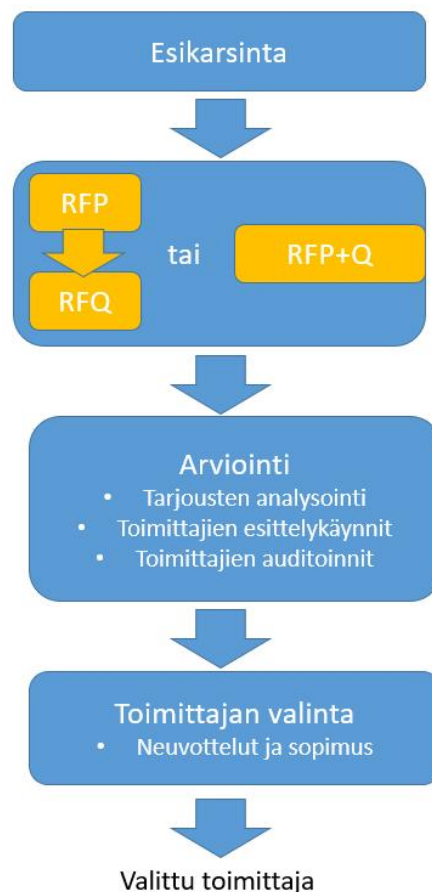 Esikarsinta
RFP
RFQ
tai
RFP+Q
Arviointi
• Tarjousten analysointi
• Toimittajien esittelykäynnit
• Toimittajien auditoinnit
Toimittajan valinta
• Neuvottelut ja sopimus
Valittu toimittaja